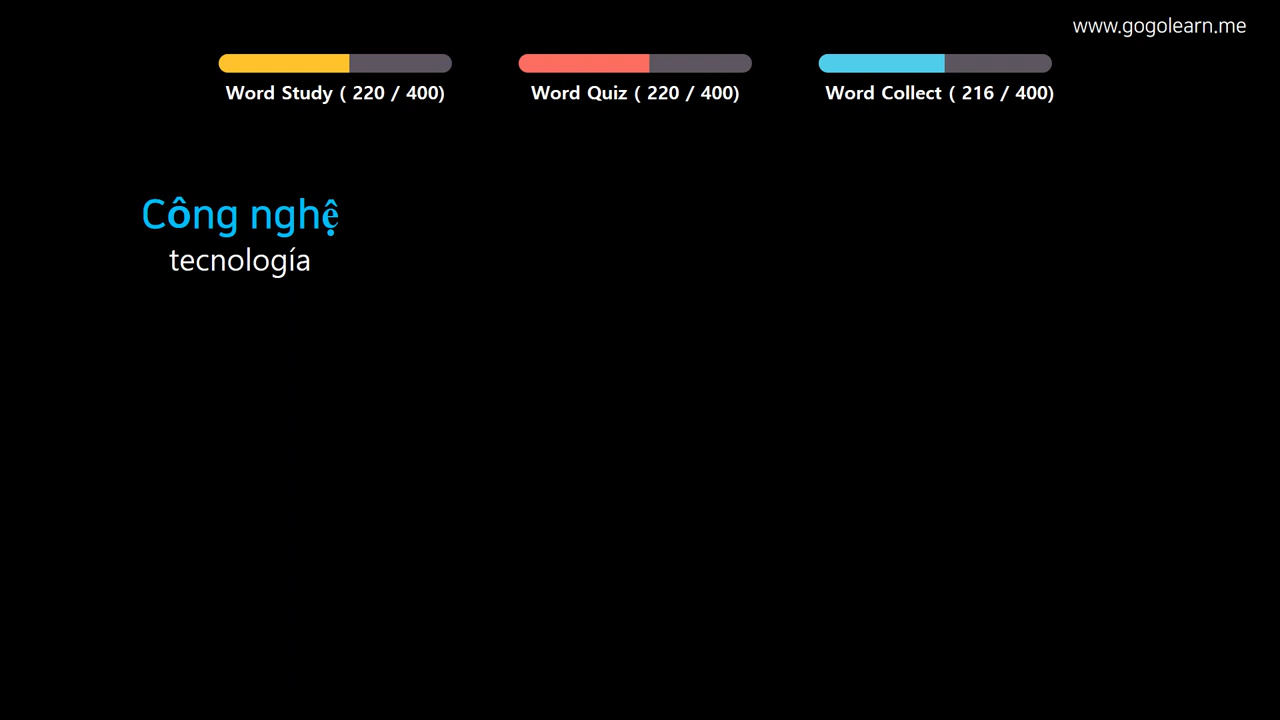 www.gogolearn.me
Word Study ( 220 / 400)
Word Quiz ( 220 / 400)
Word Collect ( 216 / 400)
Công nghệ
tecnología